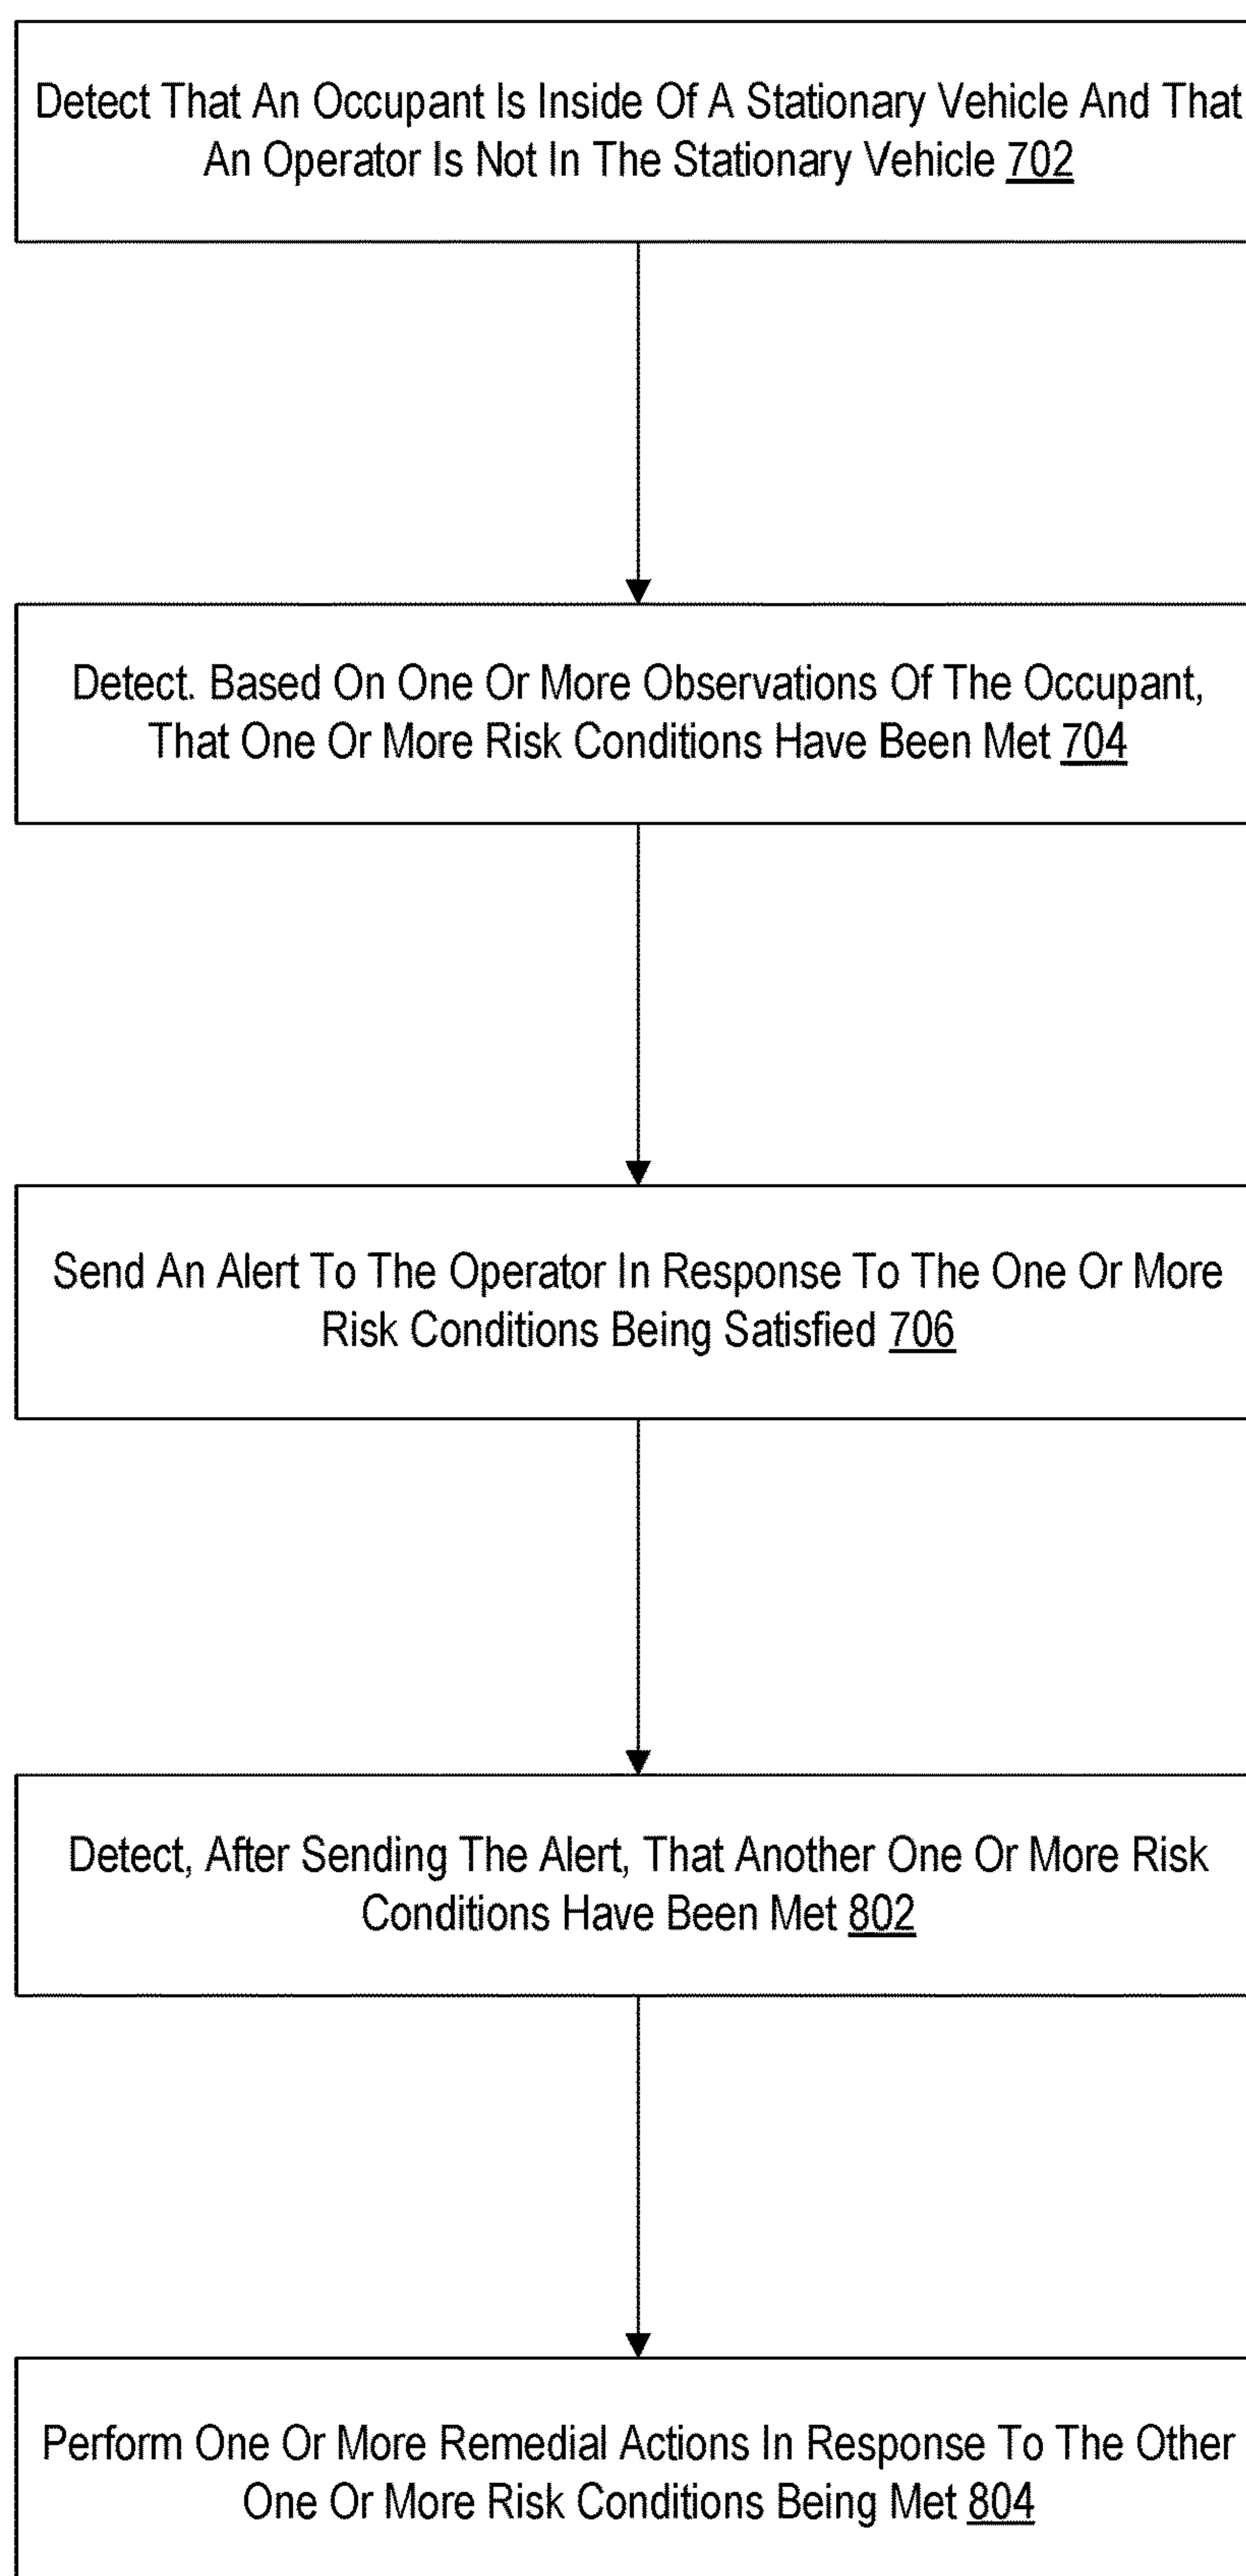 Detect That An Occupant Is Inside Of A Stationary Vehicle And That
An Operator Is Not In The Stationary Vehicle 702
Detect. Based On One Or More Observations Of The Occupant,
That One Or More Risk Conditions Have Been Met 704
Send An Alert To The Operator In Response To The One Or More
Risk Conditions Being Satisfied 706
Detect, After Sending The Alert, That Another One Or More Risk
Conditions Have Been Met 802
Perform One Or More Remedial Actions In Response To The Other
One Or More Risk Conditions Being Met 804